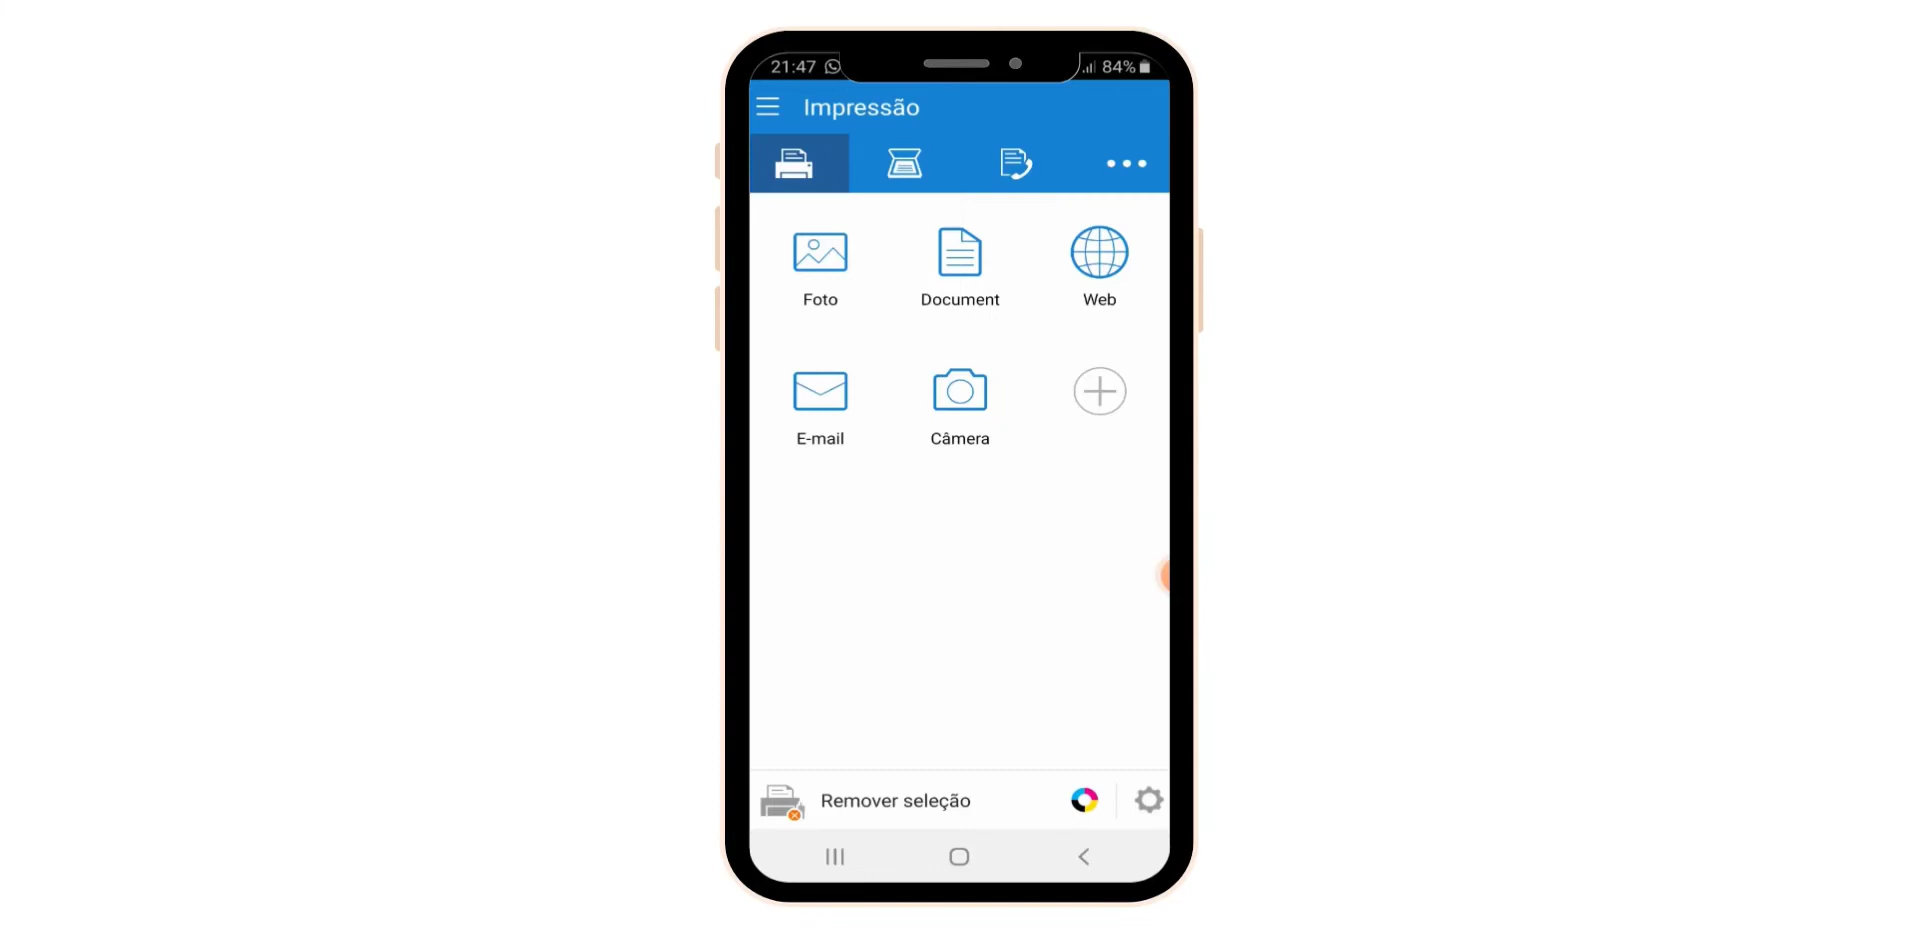 21:47 84%
Impressão
Foto Document Web
E-mail Câmera
Remover seleção